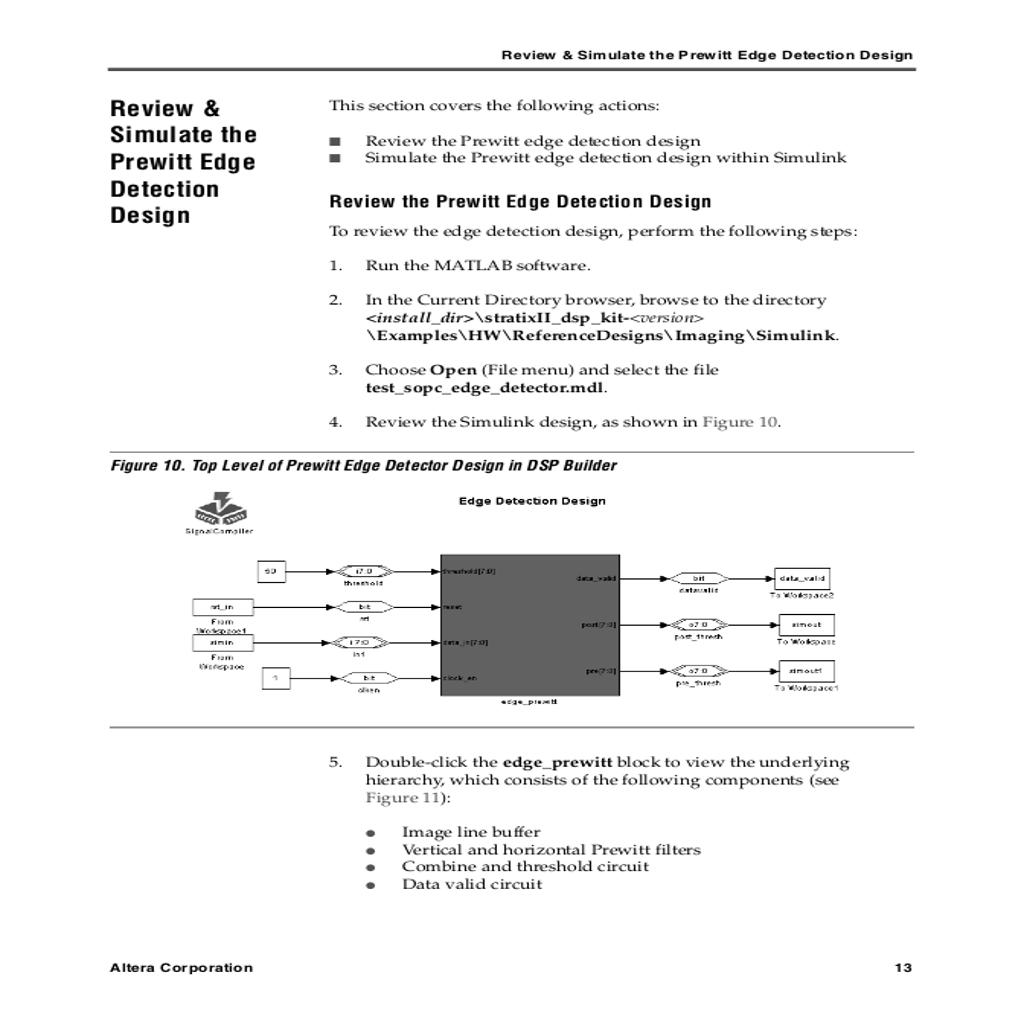 Review & Simulate the Prewitt Edge Detection Design
Review &
Simulate the
Prewitt Edge
Detection
Design
This section covers the following actions:
■ Review the Prewitt edge detection design
■ Simulate the Prewitt edge detection design within Simulink
Review the Prewitt Edge Detection Design
To review the edge detection design, perform the following steps:
1. Run the MATLAB software.
2. In the Current Directory browser, browse to the directory
<install_dir>\stratixII_dsp_kit-<version>
\Examples\HW\ReferenceDesigns\Imaging\Simulink.
3. Choose Open (File menu) and select the file
test_sopc_edge_detector.mdl.
4. Review the Simulink design, as shown in Figure 10.
Figure 10. Top Level of Prewitt Edge Detector Design in DSP Builder
Edge Detection Design
SignalCompiler
i7:0
threshold[7:0]
threshold
data_valid
bit
data_valid
datavalid
To Workspace2
bit
reset
From
Workspace1
post[7:0]
o7:0
simout
post_thresh
To Workspace
simin
i7:0
data_in[7:0]
From
Workspace
pre[7:0]
o7:0
simout1
pre_thresh
To Workspace1
1
bit
clock_en
clken
edge_prewitt
5. Double-click the edge_prewitt block to view the underlying
hierarchy, which consists of the following components (see
Figure 11):
● Image line buffer
● Vertical and horizontal Prewitt filters
● Combine and threshold circuit
● Data valid circuit
Altera Corporation
13